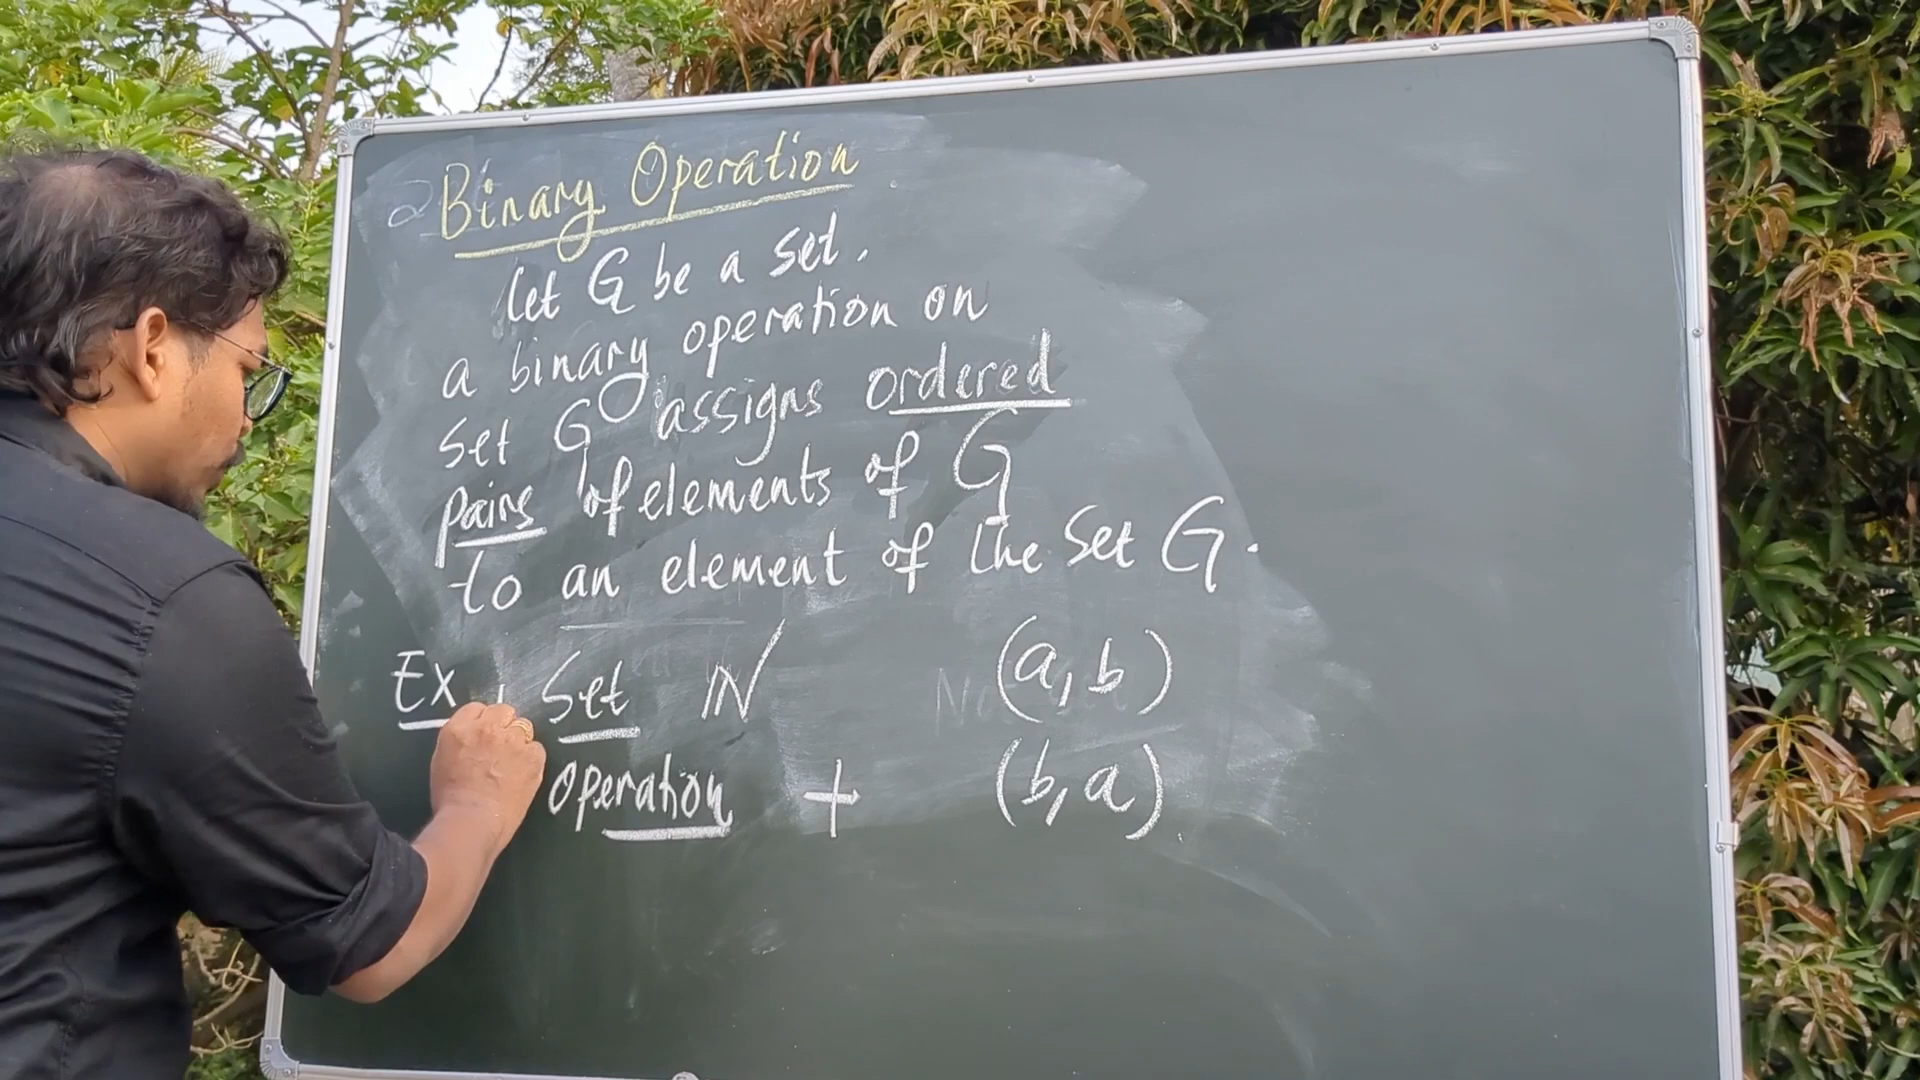 Binary Operation
let G be a set.
a binary operation on
set G assigns ordered
pairs of elements of G
to an element of the set G.
Ex Set N (a, b)
Operation + (b, a)